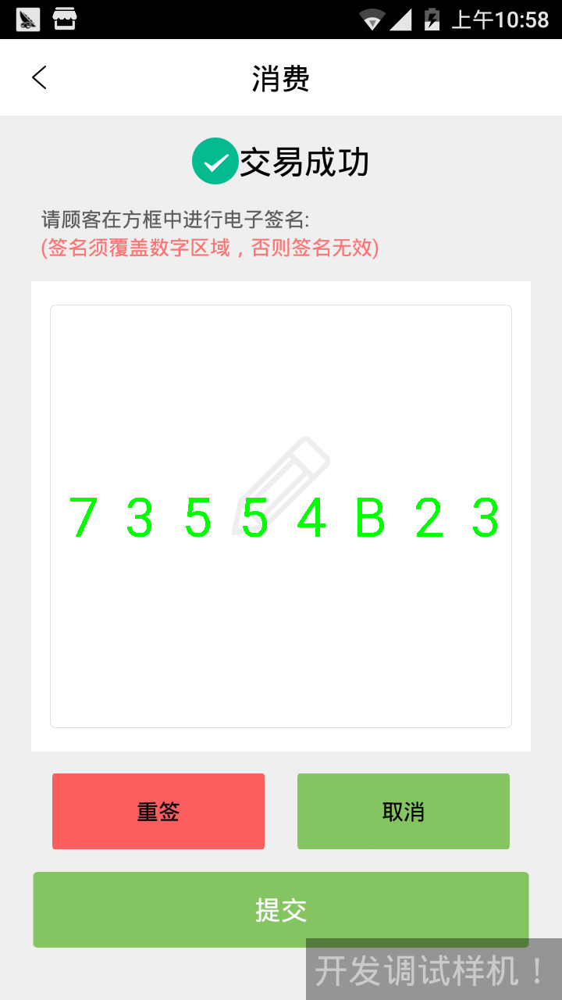 上午10:58
消费
交易成功
请顾客在方框中进行电子签名:
(签名须覆盖数字区域，否则签名无效)
7 3 5 5 4 B 2 3
重签 取消
提交
开发调试样机！